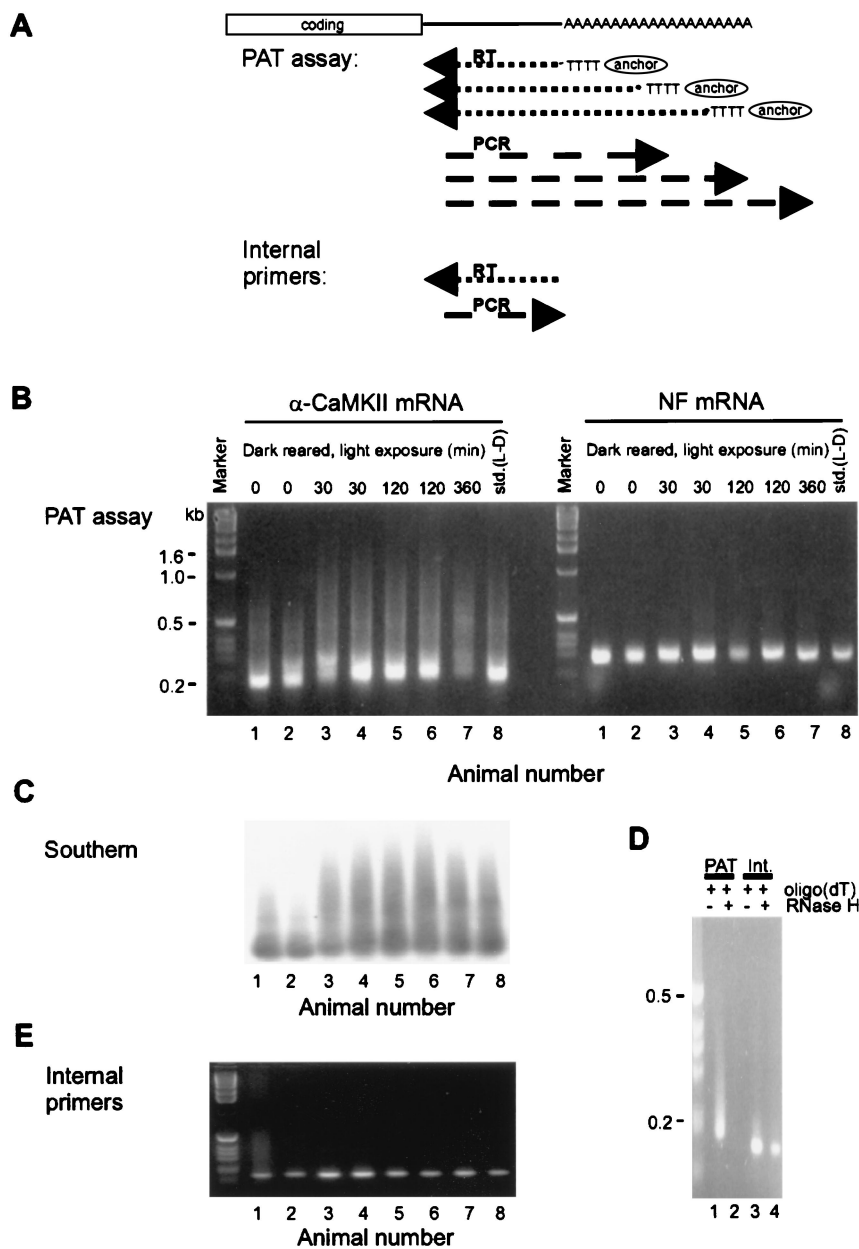 A
coding
AAAAAAAAAAAAAAAAAAAA
PAT assay:
RT
TTTT anchor
TTTT anchor
TTTT anchor
PCR
Internal
primers:
RT
PCR
B
α-CaMKII mRNA
NF mRNA
Marker
Dark reared, light exposure (min)
std.(L-D)
0 0 30 30 120 120 360
Marker
Dark reared, light exposure (min)
std.(L-D)
0 0 30 30 120 120 360
PAT assay
kb
1.6
1.0
0.5
0.2
1 2 3 4 5 6 7 8
1 2 3 4 5 6 7 8
Animal number
C
Southern
1 2 3 4 5 6 7 8
Animal number
D
PAT Int.
+ + + + oligo(dT)
- + - + RNase H
0.5
0.2
1 2 3 4
E
Internal
primers
1 2 3 4 5 6 7 8
Animal number